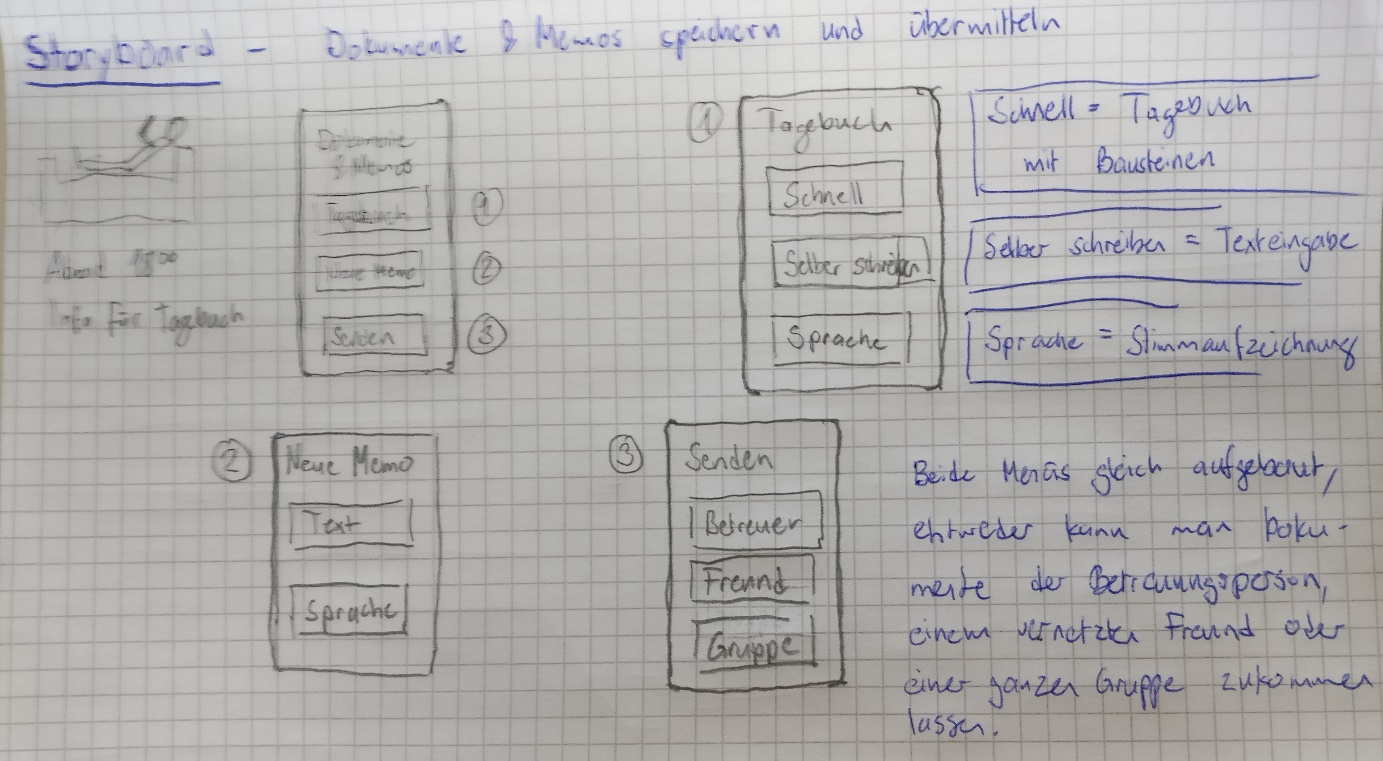 Storyboard - Dokumente & Memos speichern und übermitteln
Dokumente
& Memos
Tagebuch
①
Neue Memo
②
Senden
③
Abend 18:00
Info für Tagebuch
①
Tagebuch
Schnell
Selber schreiben
Sprache
Schnell = Tagebuch
mit Bausteinen
Selber schreiben = Texteingabe
Sprache = Stimmaufzeichnung
②
Neue Memo
Text
Sprache
③
Senden
Betreuer
Freund
Gruppe
Beide Menüs gleich aufgebaut,
entweder kann man Doku-
mente der Betreuungsperson,
einem vernetzten Freund oder
einer ganzen Gruppe zukommen
lassen.